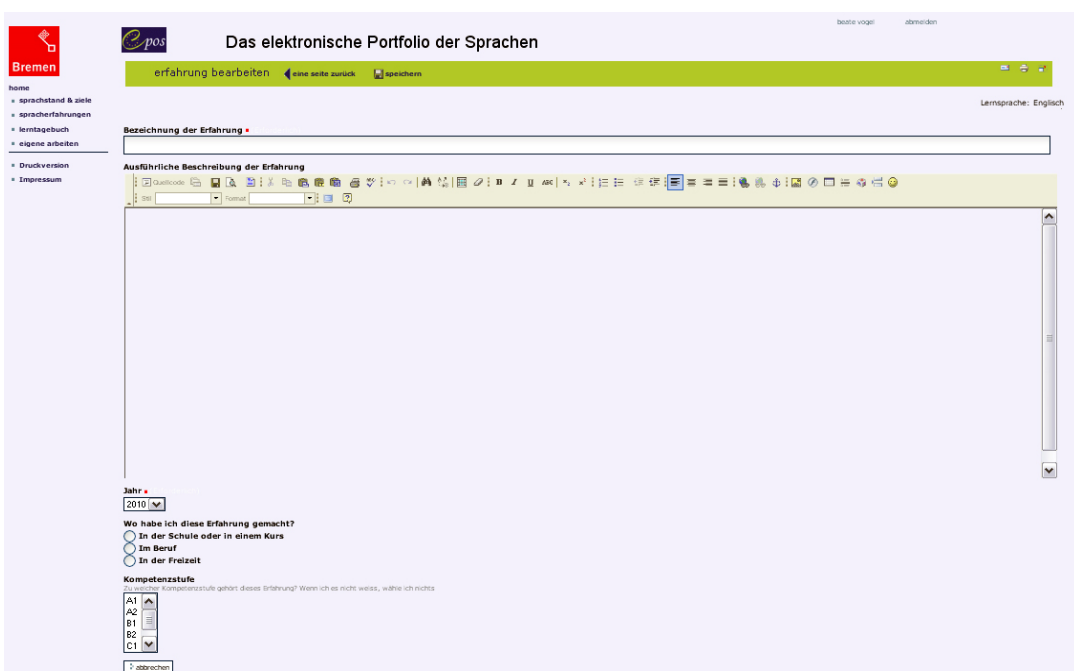 beate vogel abmelden
Bremen
epos
Das elektronische Portfolio der Sprachen
erfahrung bearbeiten eine seite zurück speichern
home
sprachstand & ziele
spracherfahrungen
lerntagebuch
eigene arbeiten
Druckversion
Impressum
Lernsprache: Englisch
Bezeichnung der Erfahrung
Ausführliche Beschreibung der Erfahrung
Quellcode B I U ABC
Stil Format
Jahr
2010
Wo habe ich diese Erfahrung gemacht?
In der Schule oder in einem Kurs
Im Beruf
In der Freizeit
Kompetenzstufe
Zu welcher Kompetenzstufe gehört dieses Erfahrung? Wenn ich es nicht weiss, wähle ich nichts
A1
A2
B1
B2
C1
abbrechen